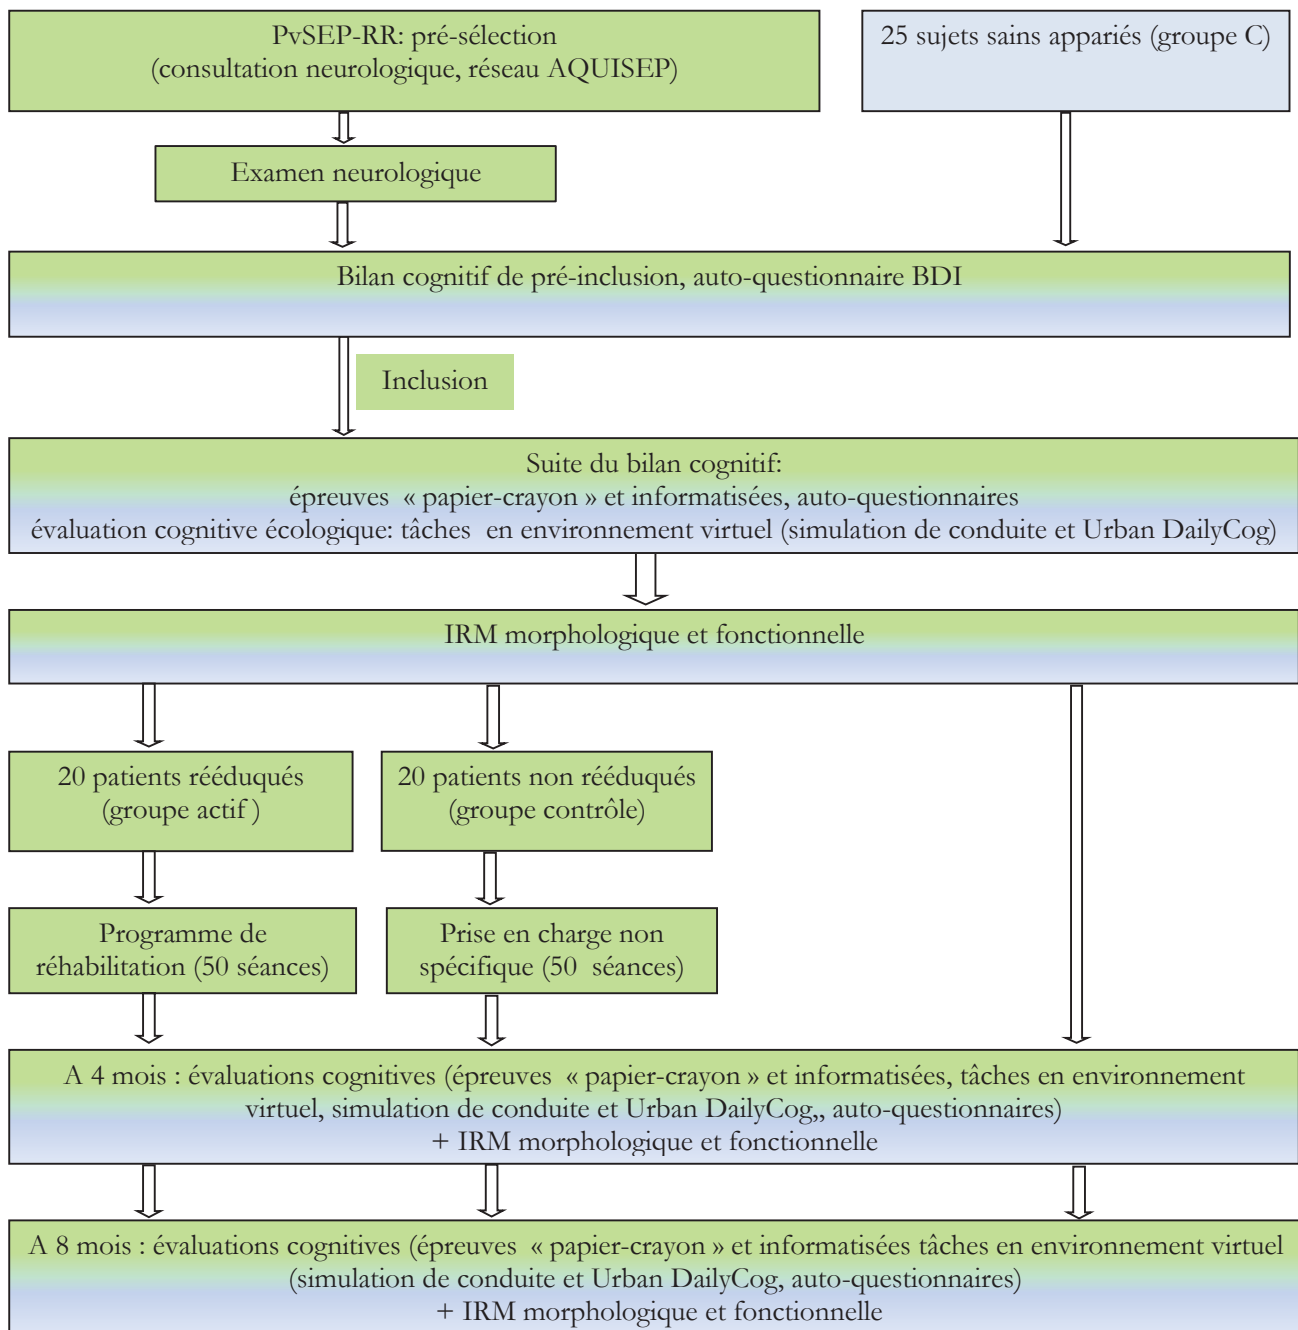 PvSEP-RR: pré-sélection
(consultation neurologique, réseau AQUISEP)
25 sujets sains appariés (groupe C)
Examen neurologique
Bilan cognitif de pré-inclusion, auto-questionnaire BDI
Inclusion
Suite du bilan cognitif:
épreuves « papier-crayon » et informatisées, auto-questionnaires
évaluation cognitive écologique: tâches en environnement virtuel (simulation de conduite et Urban DailyCog)
IRM morphologique et fonctionnelle
20 patients rééduqués
(groupe actif )
20 patients non rééduqués
(groupe contrôle)
Programme de
réhabilitation (50 séances)
Prise en charge non
spécifique (50 séances)
A 4 mois : évaluations cognitives (épreuves « papier-crayon » et informatisées, tâches en environnement
virtuel, simulation de conduite et Urban DailyCog,, auto-questionnaires)
+ IRM morphologique et fonctionnelle
A 8 mois : évaluations cognitives (épreuves « papier-crayon » et informatisées tâches en environnement virtuel
(simulation de conduite et Urban DailyCog, auto-questionnaires)
+ IRM morphologique et fonctionnelle